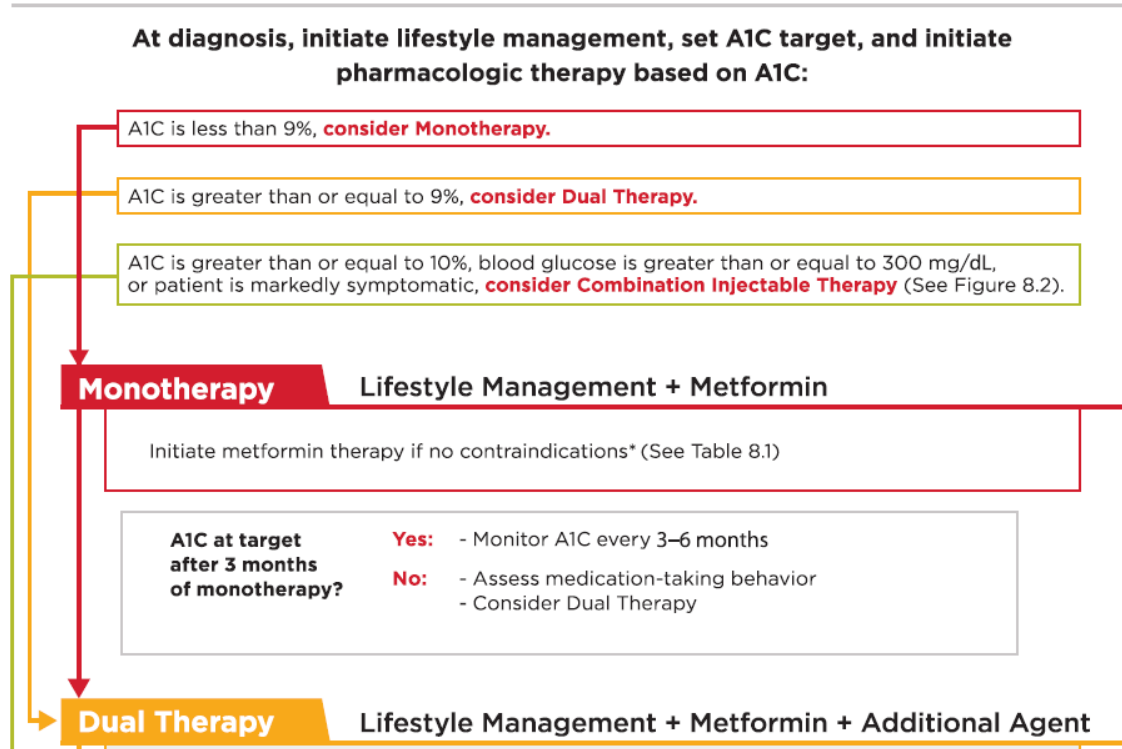 At diagnosis, initiate lifestyle management, set A1C target, and initiate
pharmacologic therapy based on A1C:
A1C is less than 9%, consider Monotherapy.
A1C is greater than or equal to 9%, consider Dual Therapy.
A1C is greater than or equal to 10%, blood glucose is greater than or equal to 300 mg/dL,
or patient is markedly symptomatic, consider Combination Injectable Therapy (See Figure 8.2).
Monotherapy Lifestyle Management + Metformin
Initiate metformin therapy if no contraindications* (See Table 8.1)
A1C at target
after 3 months
of monotherapy?
Yes: - Monitor A1C every 3–6 months
No: - Assess medication-taking behavior
- Consider Dual Therapy
Dual Therapy Lifestyle Management + Metformin + Additional Agent